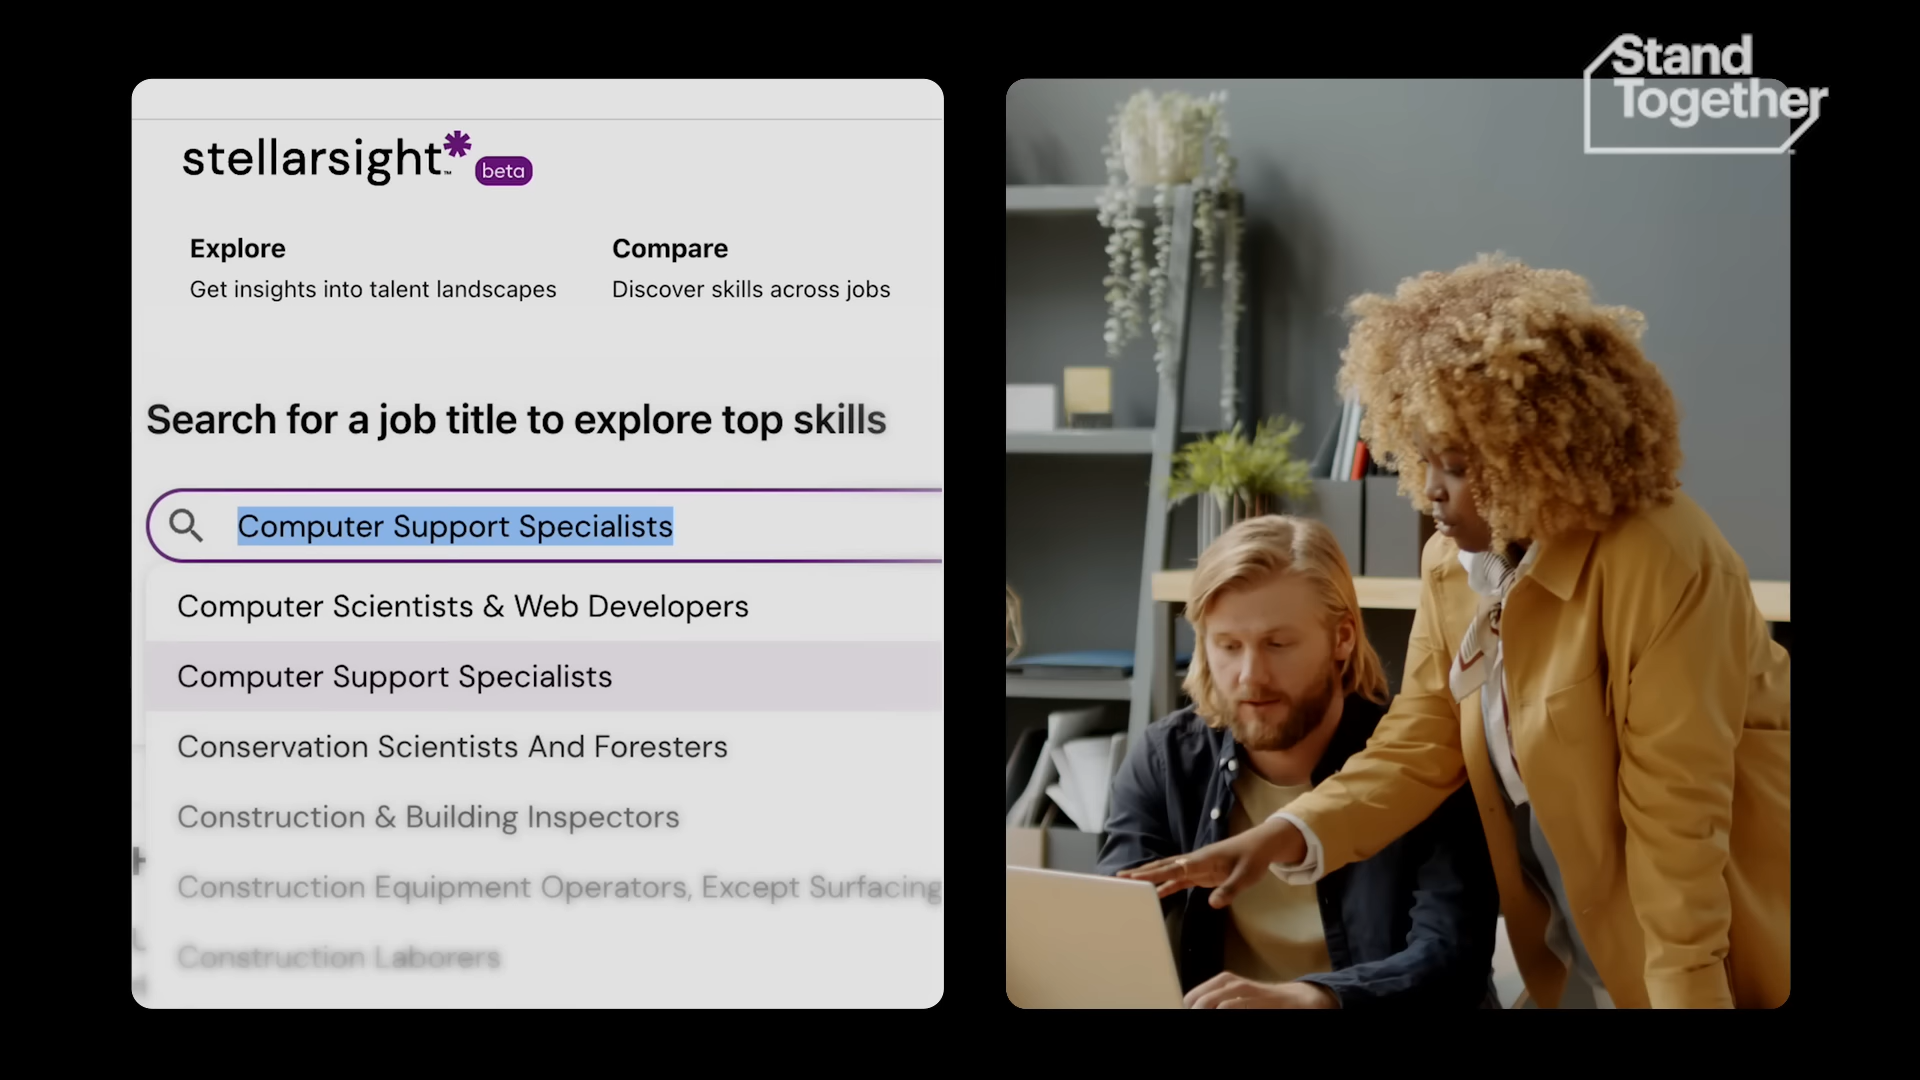 Stand
Together
stellarsight*™ beta
Explore
Get insights into talent landscapes
Compare
Discover skills across jobs
Search for a job title to explore top skills
Computer Support Specialists
Computer Scientists & Web Developers
Computer Support Specialists
Conservation Scientists And Foresters
Construction & Building Inspectors
Construction Equipment Operators, Except Surfacing
Construction Laborers